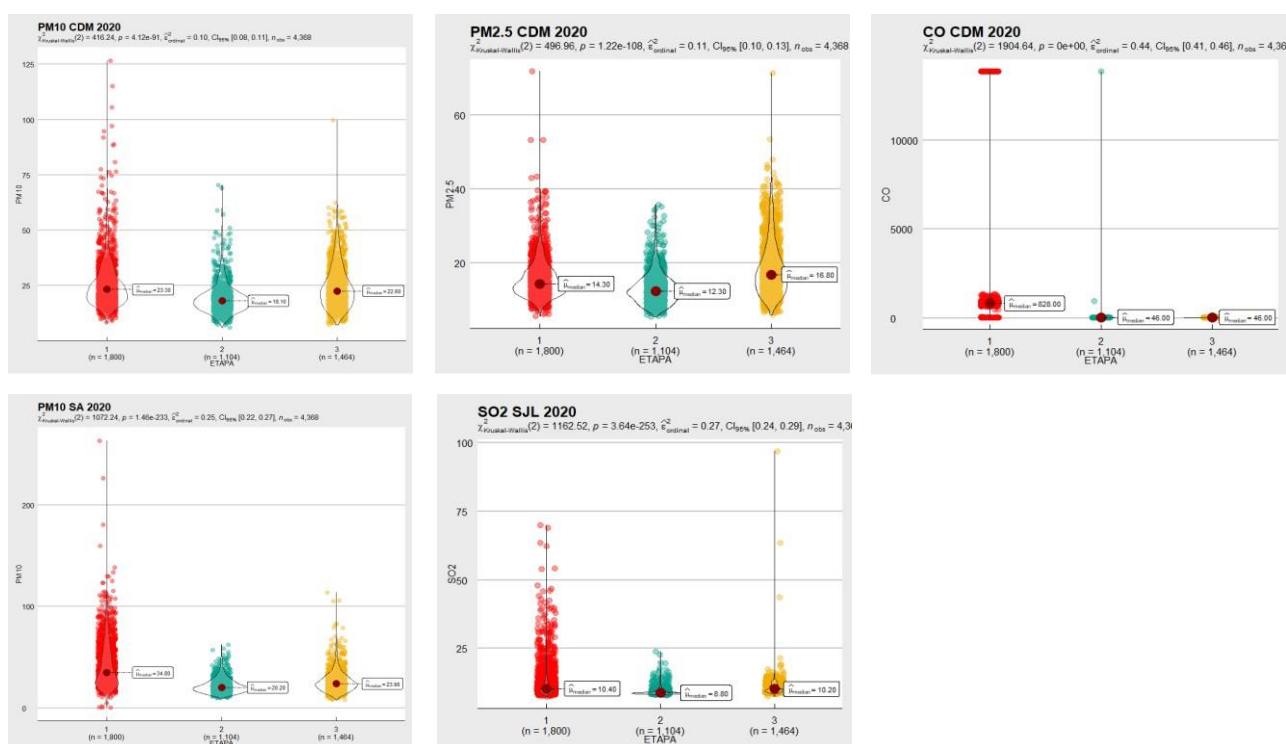 PM10 CDM 2020
χ²Kruskal-Wallis(2) = 416.24, p = 4.12e-91, ε̂²ordinal = 0.10, CI95% [0.08, 0.11], nobs = 4,368
125
100
75
50
25
PM10
μ̂median = 23.30
μ̂median = 18.10
1
(n = 1,800)
2
(n = 1,104)
3
(n = 1,464)
ETAPA
PM2.5 CDM 2020
χ²Kruskal-Wallis(2) = 496.96, p = 1.22e-108, ε̂²ordinal = 0.11, CI95% [0.10, 0.13], nobs = 4,368
60
40
20
PM2.5
μ̂median = 14.30
μ̂median = 12.30
μ̂median = 16.80
1
(n = 1,800)
2
(n = 1,104)
3
(n = 1,464)
ETAPA
CO CDM 2020
χ²Kruskal-Wallis(2) = 1904.64, p = 0e+00, ε̂²ordinal = 0.44, CI95% [0.41, 0.46], nobs = 4,36
10000
5000
0
CO
μ̂median = 828.00
μ̂median = 46.00
μ̂median = 46.00
1
(n = 1,800)
2
(n = 1,104)
3
(n = 1,464)
ETAPA
PM10 SA 2020
χ²Kruskal-Wallis(2) = 1072.24, p = 1.46e-233, ε̂²ordinal = 0.25, CI95% [0.22, 0.27], nobs = 4,368
200
100
0
PM10
μ̂median = 34.80
μ̂median = 20.20
1
(n = 1,800)
2
(n = 1,104)
3
(n = 1,464)
ETAPA
SO2 SJL 2020
χ²Kruskal-Wallis(2) = 1162.52, p = 3.64e-253, ε̂²ordinal = 0.27, CI95% [0.24, 0.29], nobs = 4,36
100
75
50
25
SO2
μ̂median = 10.40
μ̂median = 8.80
μ̂median = 10.20
1
(n = 1,800)
2
(n = 1,104)
3
(n = 1,464)
ETAPA